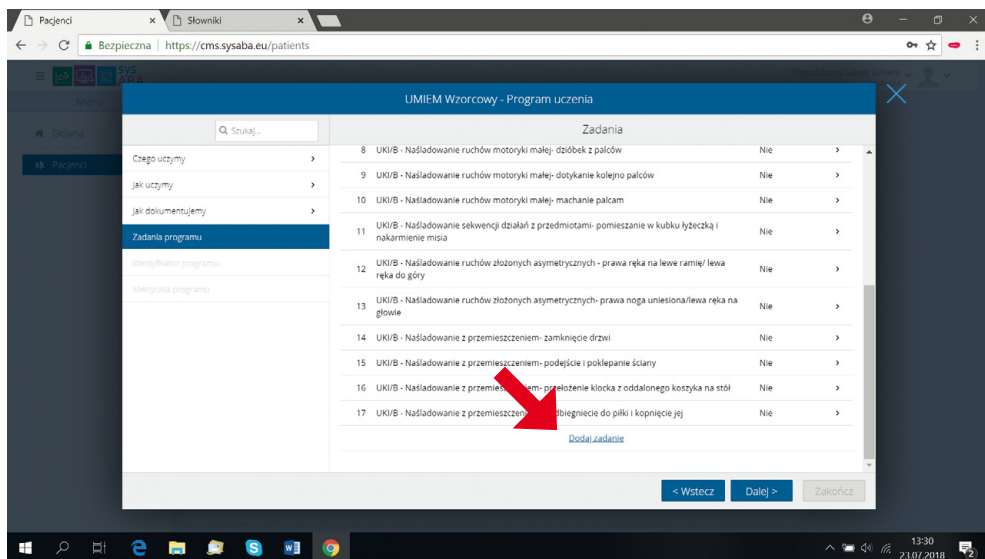 Pacjenci
Słowniki
Bezpieczna | https://cms.sysaba.eu/patients
sys
ABA
Menu
UMIEM Wzorcowy - Program uczenia
Główna
Pacjenci
Szukaj...
Zadania
Czego uczymy
Jak uczymy
Jak dokumentujemy
Zadania programu
Identyfikator programu
Metryczka programu
8 UKI/B - Naśladowanie ruchów motoryki małej- dzióbek z palców Nie
9 UKI/B - Naśladowanie ruchów motoryki małej- dotykanie kolejno palców Nie
10 UKI/B - Naśladowanie ruchów motoryki małej- machanie palcam Nie
11 UKI/B - Naśladowanie sekwencji działań z przedmiotami- pomieszanie w kubku łyżeczką i
nakarmienie misia Nie
12 UKI/B - Naśladowanie ruchów złożonych asymetrycznych - prawa ręka na lewe ramię/ lewa
ręka do góry Nie
13 UKI/B - Naśladowanie ruchów złożonych asymetrycznych- prawa noga uniesiona/lewa ręka na
głowie Nie
14 UKI/B - Naśladowanie z przemieszczeniem- zamknięcie drzwi Nie
15 UKI/B - Naśladowanie z przemieszczeniem- podejście i poklepanie ściany Nie
16 UKI/B - Naśladowanie z przełożenie klocka z oddalonego koszyka na stół Nie
17 UKI/B - Naśladowanie z do piłki i kopnięcie jej Nie
Dodaj zadanie
< Wstecz
Dalej >
Zakończ
13:30
23.07.2018